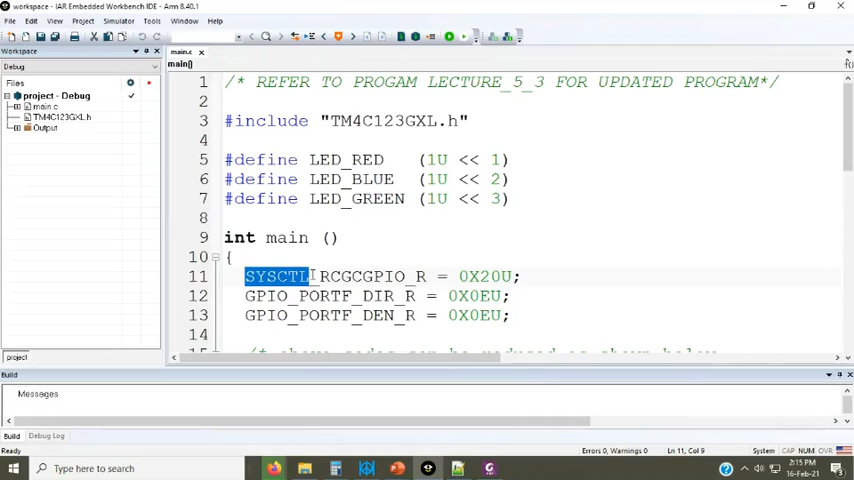 workspace - IAR Embedded Workbench IDE - Arm 8.40.1
File Edit View Project Simulator Tools Window Help
Workspace
main.c
Debug
main()
Files
project - Debug
main.c
TM4C123GXL.h
Output
1 /* REFER TO PROGAM LECTURE_5_3 FOR UPDATED PROGRAM*/
2
3 #include "TM4C123GXL.h"
4
5 #define LED_RED (1U << 1)
6 #define LED_BLUE (1U << 2)
7 #define LED_GREEN (1U << 3)
8
9 int main ()
10 {
11 SYSCTL_RCGCGPIO_R = 0X20U;
12 GPIO_PORTF_DIR_R = 0X0EU;
13 GPIO_PORTF_DEN_R = 0X0EU;
14
project
Build
Messages
Build Debug Log
Ready
Errors 0, Warnings 0
Ln 11, Col 9
System
CAP NUM OVR
Type here to search
2:15 PM
16-Feb-21